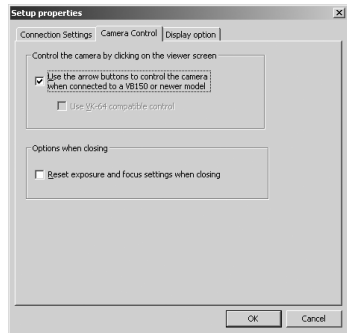 Setup properties
Connection Settings
Camera Control
Display option
Control the camera by clicking on the viewer screen
Use the arrow buttons to control the camera
when connected to a VB150 or newer model
Use VK-64 compatible control
Options when closing
Reset exposure and focus settings when closing
OK
Cancel